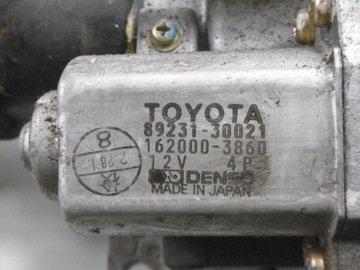 TOYOTA
89231-30021
162000-3860
12V 4P
DENSO
MADE IN JAPAN
8